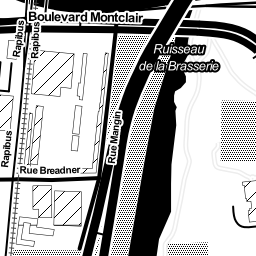 Boulevard Montclair
Rapibus
Rapibus
Ruisseau
de la Brasserie
Rue Mangin
Rapibus
Rue Breadner